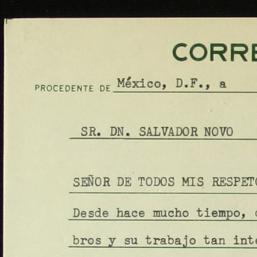 CORRE
PROCEDENTE DE México, D.F., a
SR. DN. SALVADOR NOVO
SEÑOR DE TODOS MIS RESPETO
Desde hace mucho tiempo,
bros y su trabajo tan inte